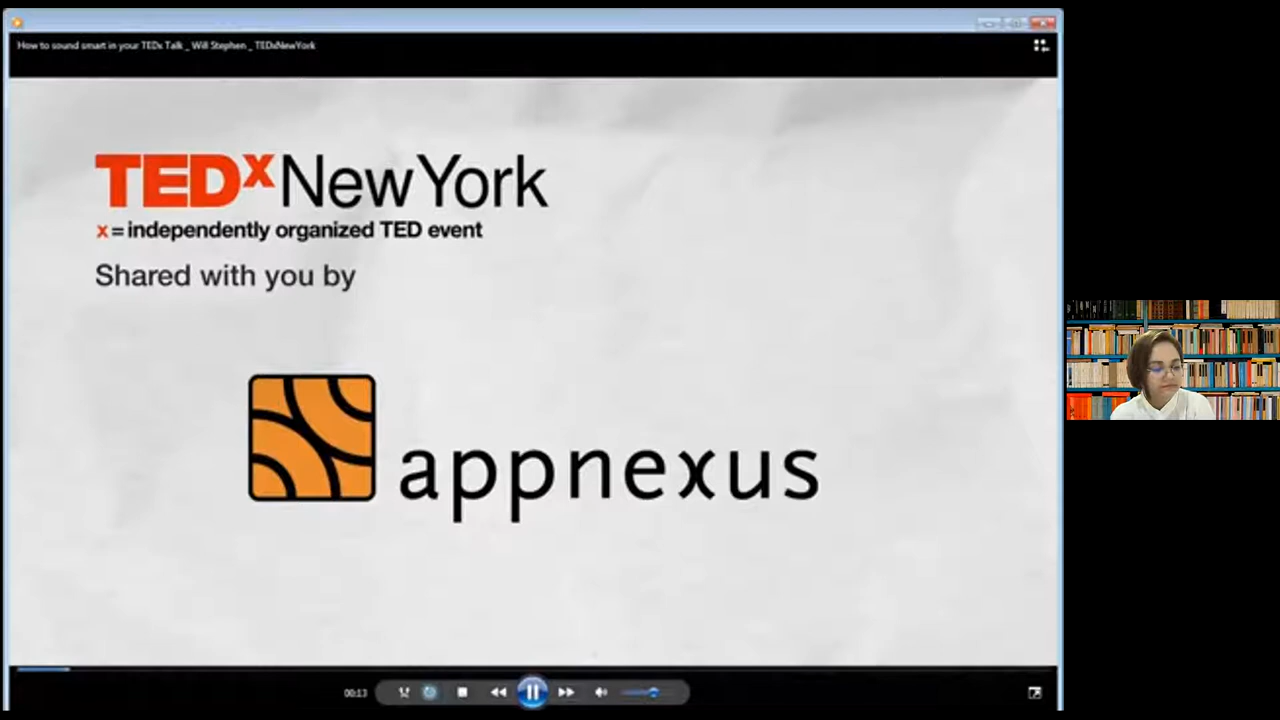 How to sound smart in your TEDx Talk _ Will Stephen _ TEDxNewYork
TEDxNewYork
x = independently organized TED event
Shared with you by
appnexus
00:13